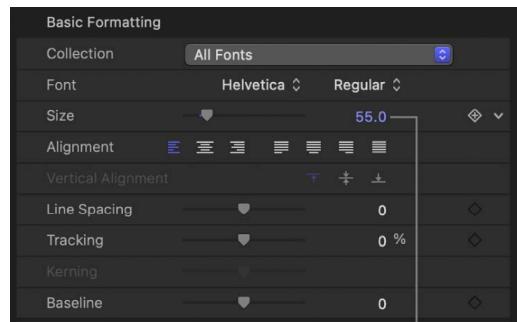 Basic Formatting
Collection All Fonts
Font Helvetica Regular
Size 55.0
Alignment
Vertical Alignment
Line Spacing 0
Tracking 0 %
Kerning
Baseline 0